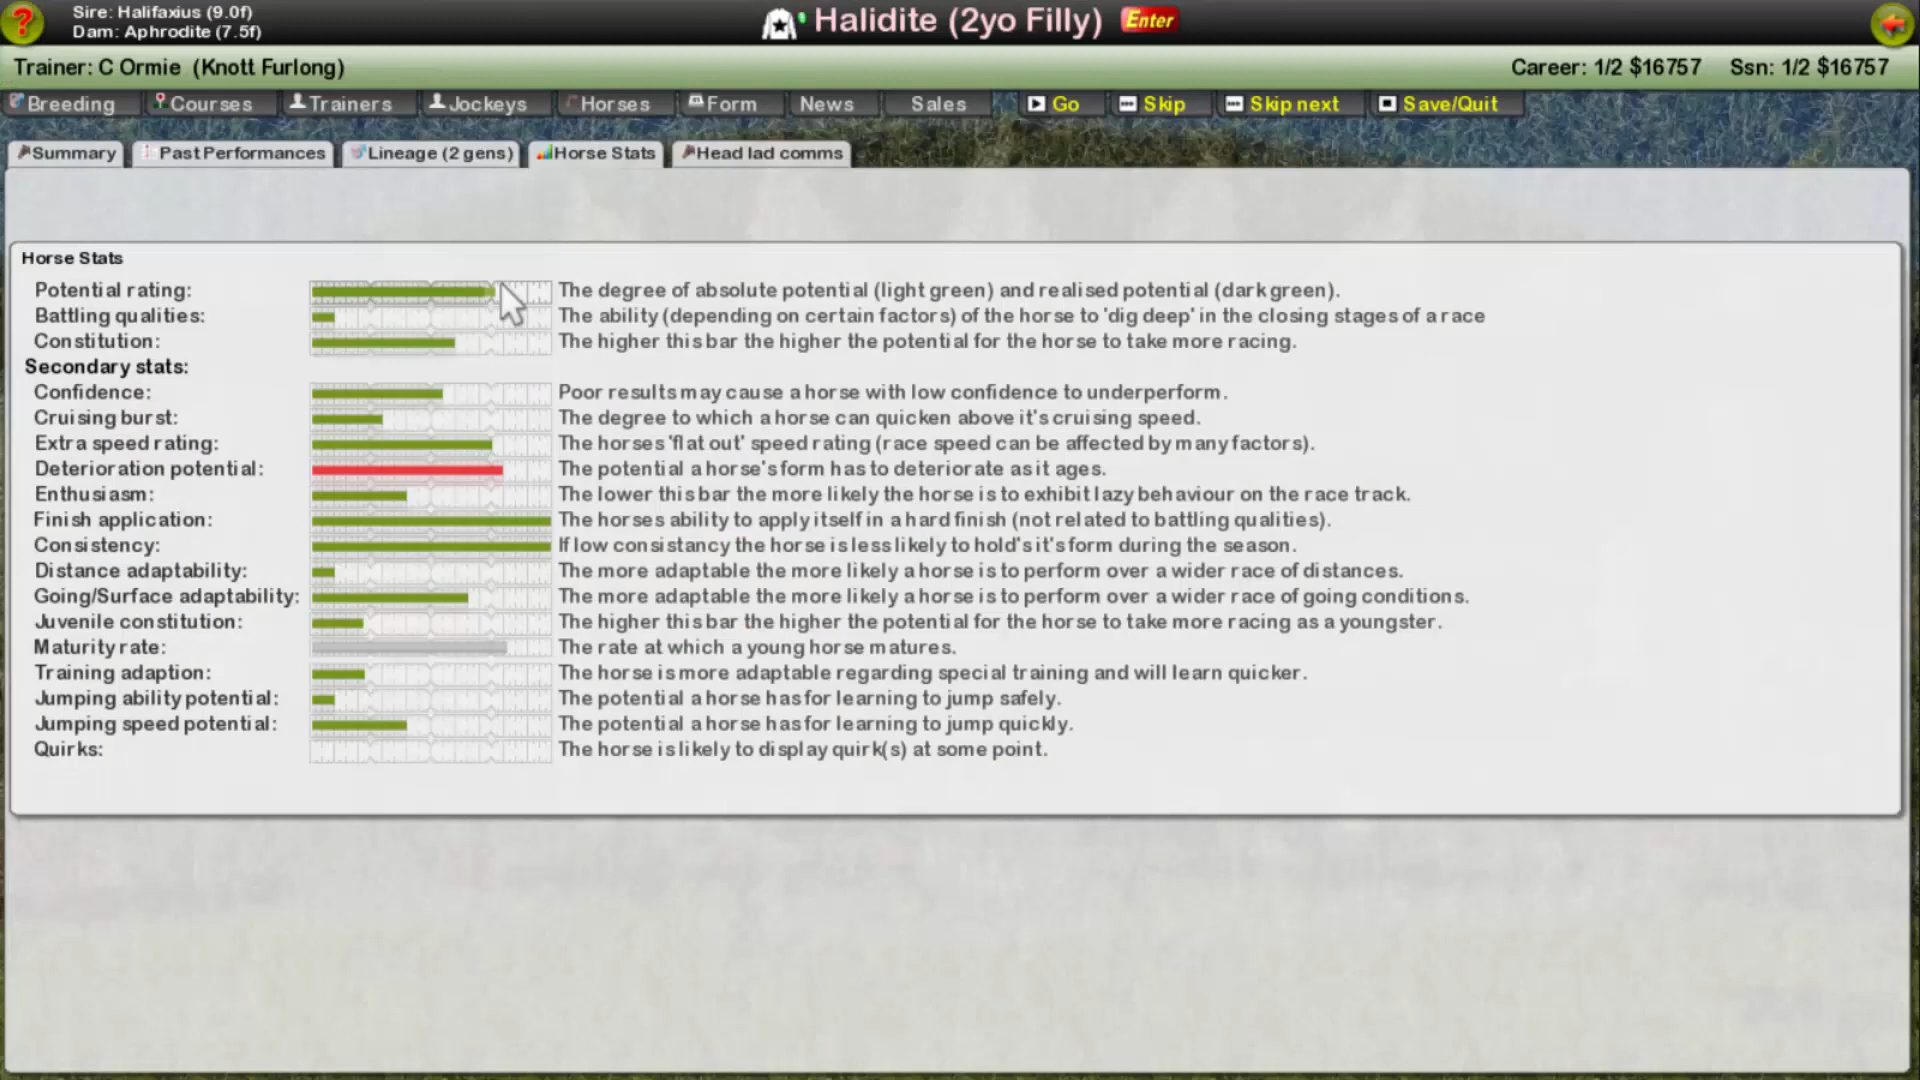 Sire: Halifaxius (9.0f)
Dam: Aphrodite (7.5f)
Halidite (2yo Filly) Enter
Trainer: C Ormie (Knott Furlong) Career: 1/2 $16757 Ssn: 1/2 $16757
Breeding Courses Trainers Jockeys Horses Form News Sales Go Skip Skip next Save/Quit
Summary Past Performances Lineage (2 gens) Horse Stats Head lad comms
Horse Stats
Potential rating: The degree of absolute potential (light green) and realised potential (dark green).
Battling qualities: The ability (depending on certain factors) of the horse to 'dig deep' in the closing stages of a race
Constitution: The higher this bar the higher the potential for the horse to take more racing.
Secondary stats:
Confidence: Poor results may cause a horse with low confidence to underperform.
Cruising burst: The degree to which a horse can quicken above it's cruising speed.
Extra speed rating: The horses 'flat out' speed rating (race speed can be affected by many factors).
Deterioration potential: The potential a horse's form has to deteriorate as it ages.
Enthusiasm: The lower this bar the more likely the horse is to exhibit lazy behaviour on the race track.
Finish application: The horses ability to apply itself in a hard finish (not related to battling qualities).
Consistency: If low consistancy the horse is less likely to hold's it's form during the season.
Distance adaptability: The more adaptable the more likely a horse is to perform over a wider race of distances.
Going/Surface adaptability: The more adaptable the more likely a horse is to perform over a wider race of going conditions.
Juvenile constitution: The higher this bar the higher the potential for the horse to take more racing as a youngster.
Maturity rate: The rate at which a young horse matures.
Training adaption: The horse is more adaptable regarding special training and will learn quicker.
Jumping ability potential: The potential a horse has for learning to jump safely.
Jumping speed potential: The potential a horse has for learning to jump quickly.
Quirks: The horse is likely to display quirk(s) at some point.